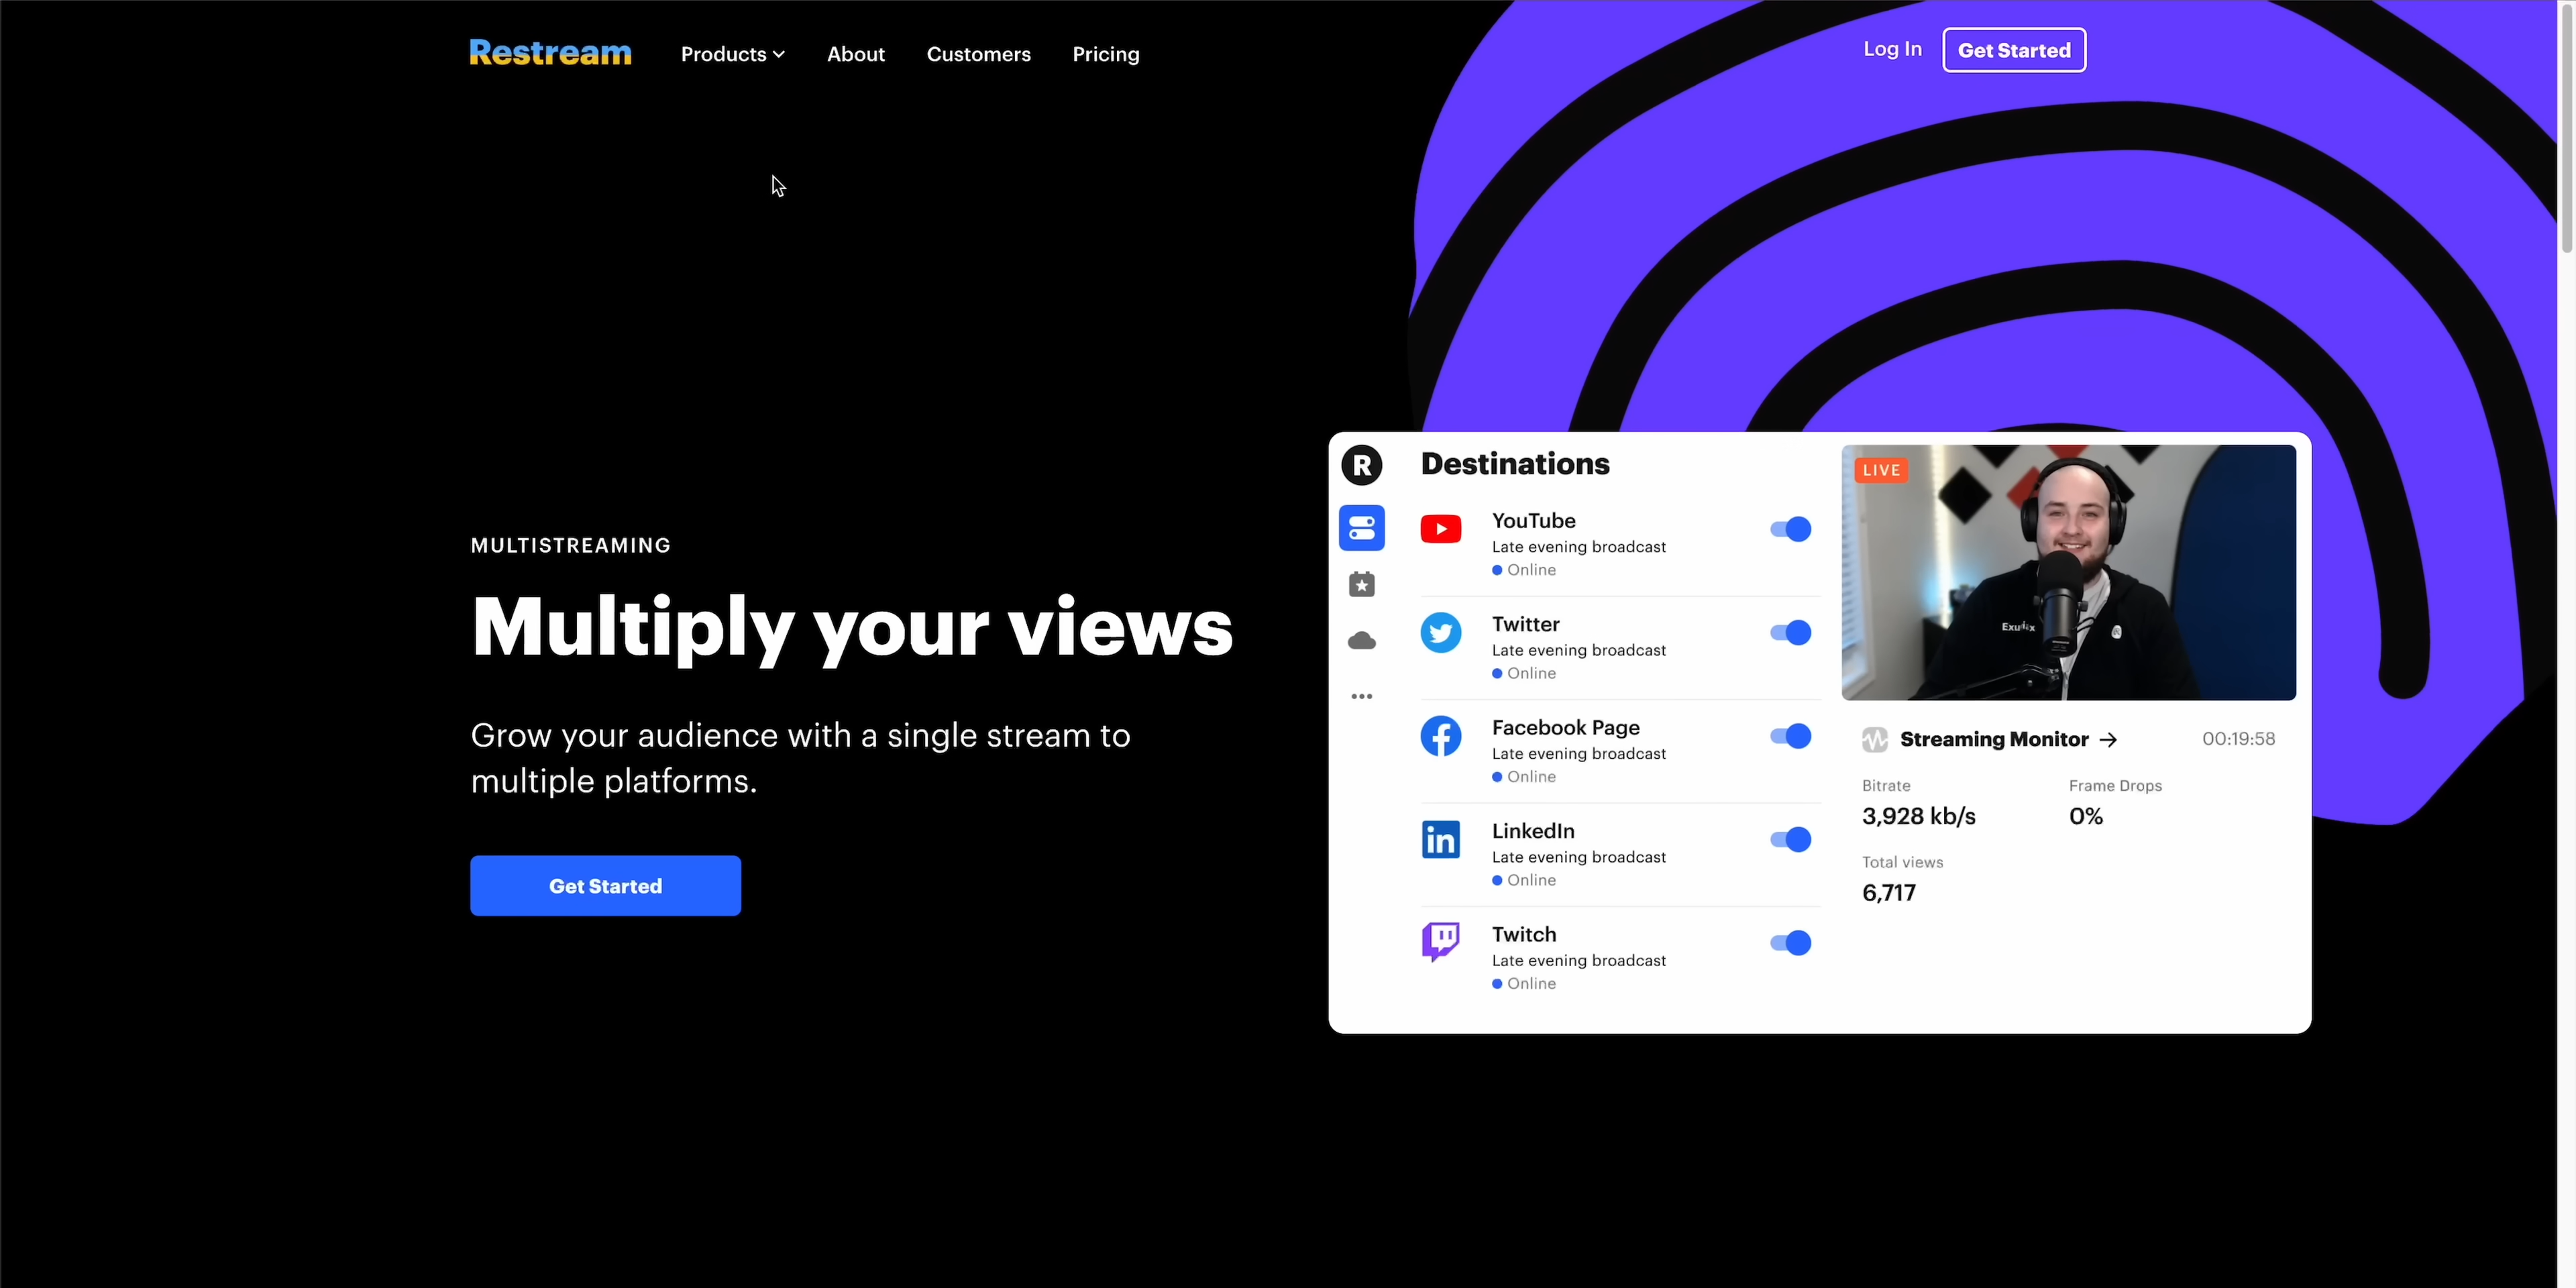 Restream
Products
About
Customers
Pricing
Log In
Get Started
MULTISTREAMING
Multiply your views
Grow your audience with a single stream to
multiple platforms.
Get Started
R
Destinations
YouTube
Late evening broadcast
Online
Twitter
Late evening broadcast
Online
Facebook Page
Late evening broadcast
Online
LinkedIn
Late evening broadcast
Online
Twitch
Late evening broadcast
Online
LIVE
Streaming Monitor →
00:19:58
Bitrate
Frame Drops
3,928 kb/s
0%
Total views
6,717